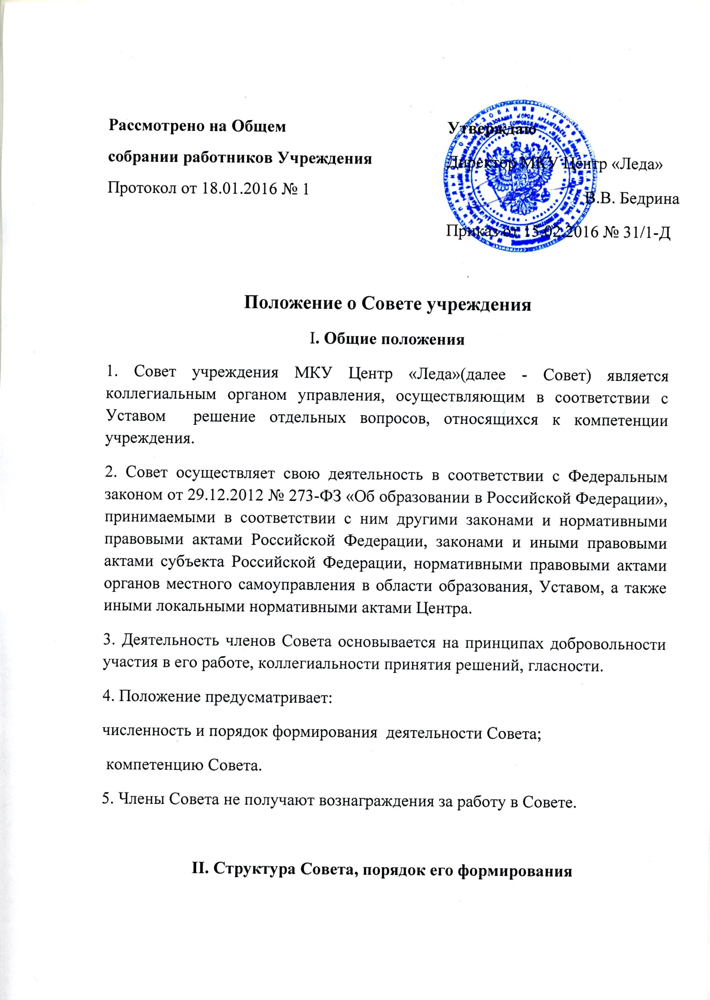 Рассмотрено на Общем
собрании работников Учреждения
Протокол от 18.01.2016 № 1
Утверждаю
Директор МКУ Центр «Леда»
В.В. Бедрина
Приказ от 15.02.2016 № 31/1-Д
Положение о Совете учреждения
I. Общие положения
1. Совет учреждения МКУ Центр «Леда»(далее - Совет) является
коллегиальным органом управления, осуществляющим в соответствии с
Уставом решение отдельных вопросов, относящихся к компетенции
учреждения.
2. Совет осуществляет свою деятельность в соответствии с Федеральным
законом от 29.12.2012 № 273-ФЗ «Об образовании в Российской Федерации»,
принимаемыми в соответствии с ним другими законами и нормативными
правовыми актами Российской Федерации, законами и иными правовыми
актами субъекта Российской Федерации, нормативными правовыми актами
органов местного самоуправления в области образования, Уставом, а также
иными локальными нормативными актами Центра.
3. Деятельность членов Совета основывается на принципах добровольности
участия в его работе, коллегиальности принятия решений, гласности.
4. Положение предусматривает:
численность и порядок формирования деятельности Совета;
компетенцию Совета.
5. Члены Совета не получают вознаграждения за работу в Совете.
II. Структура Совета, порядок его формирования